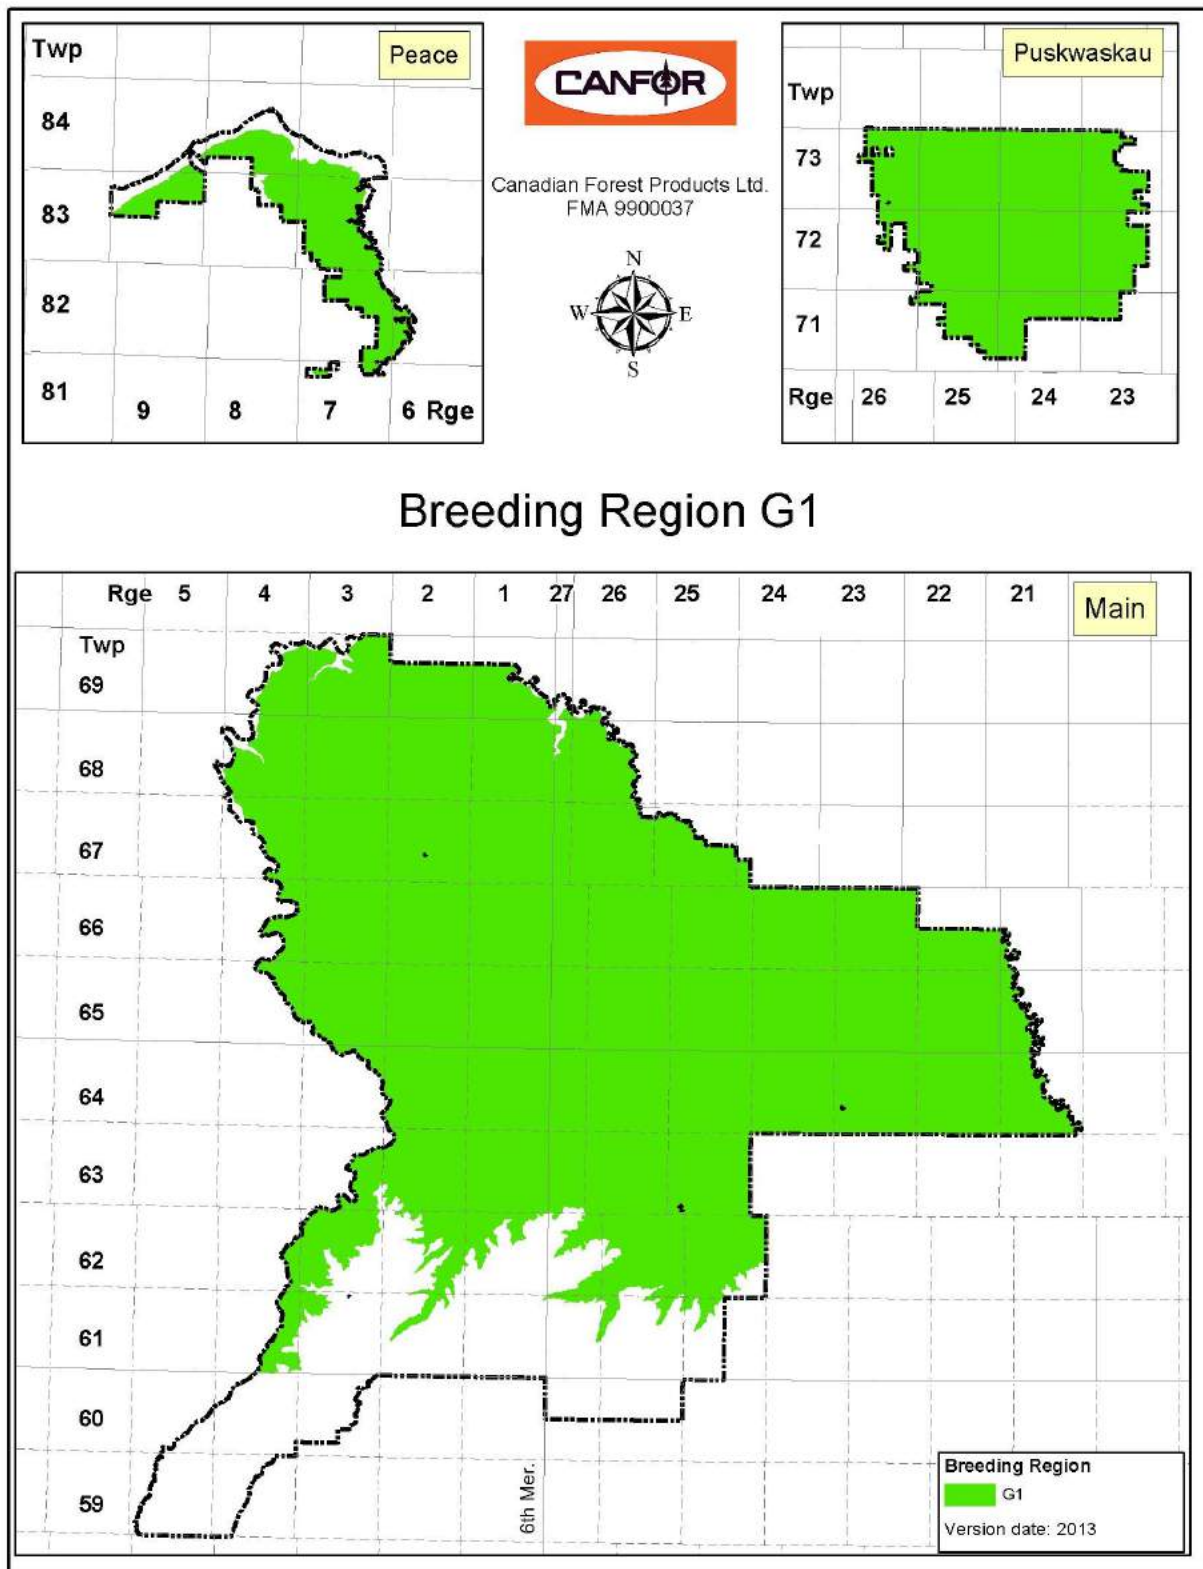 Twp
Peace
84
83
82
81
9 8 7 6 Rge
CANFOR
Canadian Forest Products Ltd.
FMA 9900037
N
W E
S
Puskwaskau
Twp
73
72
71
Rge 26 25 24 23
Breeding Region G1
Rge 5 4 3 2 1 27 26 25 24 23 22 21
Main
Twp
69
68
67
66
65
64
63
62
61
60
59
6th Mer.
Breeding Region
G1
Version date: 2013